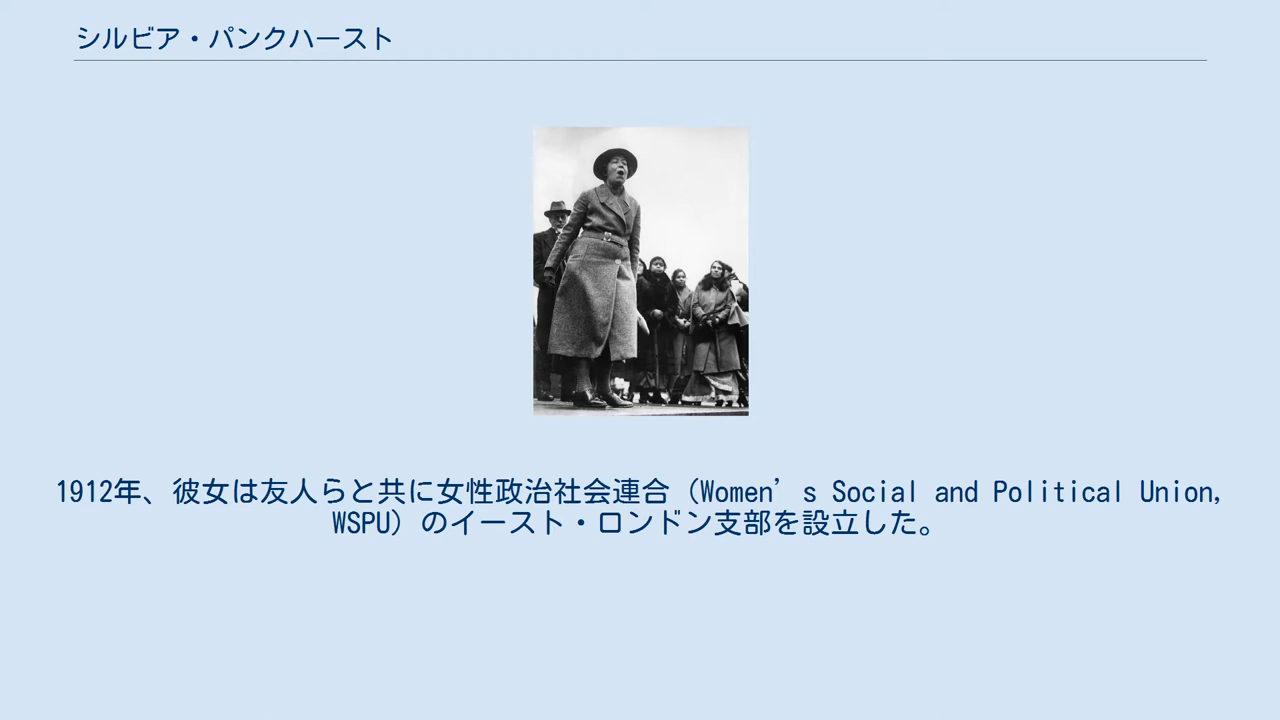 シルビア・パンクハースト
1912年、彼女は友人らと共に女性政治社会連合（Women’s Social and Political Union,
WSPU）のイースト・ロンドン支部を設立した。